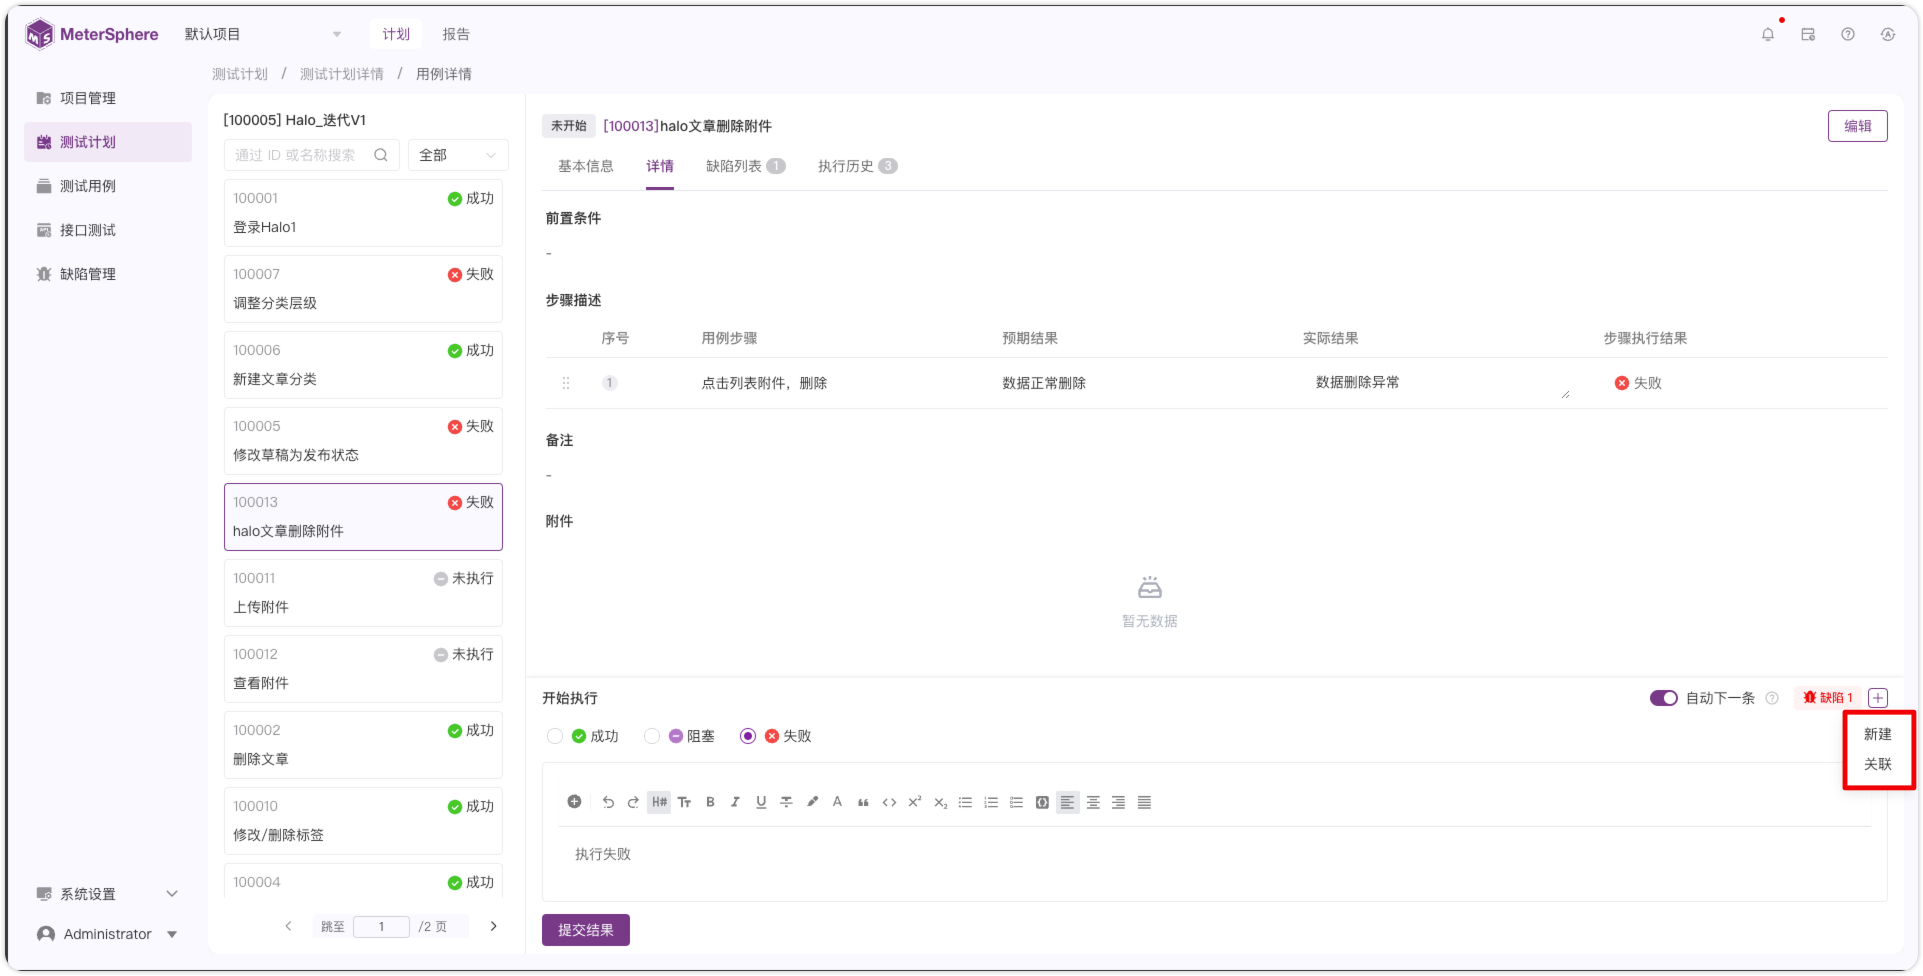 MeterSphere
默认项目
计划
报告
测试计划 / 测试计划详情 / 用例详情
项目管理
测试计划
测试用例
接口测试
缺陷管理
系统设置
Administrator
[100005] Halo_迭代V1
通过 ID 或名称搜索
全部
100001 成功
登录Halo1
100007 失败
调整分类层级
100006 成功
新建文章分类
100005 失败
修改草稿为发布状态
100013 失败
halo文章删除附件
100011 未执行
上传附件
100012 未执行
查看附件
100002 成功
删除文章
100010 成功
修改/删除标签
100004 成功
跳至 1 /2 页
未开始 [100013]halo文章删除附件
编辑
基本信息 详情 缺陷列表 1 执行历史 3
前置条件
-
步骤描述
序号 用例步骤 预期结果 实际结果 步骤执行结果
1 点击列表附件，删除 数据正常删除 数据删除异常 失败
备注
-
附件
暂无数据
开始执行
自动下一条
缺陷 1
新建
关联
成功 阻塞 失败
执行失败
提交结果